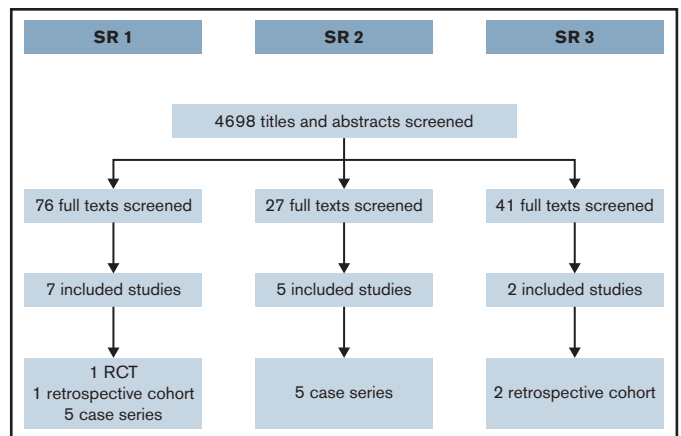 SR 1
SR 2
SR 3
4698 titles and abstracts screened
76 full texts screened
27 full texts screened
41 full texts screened
7 included studies
5 included studies
2 included studies
1 RCT
1 retrospective cohort
5 case series
5 case series
2 retrospective cohort